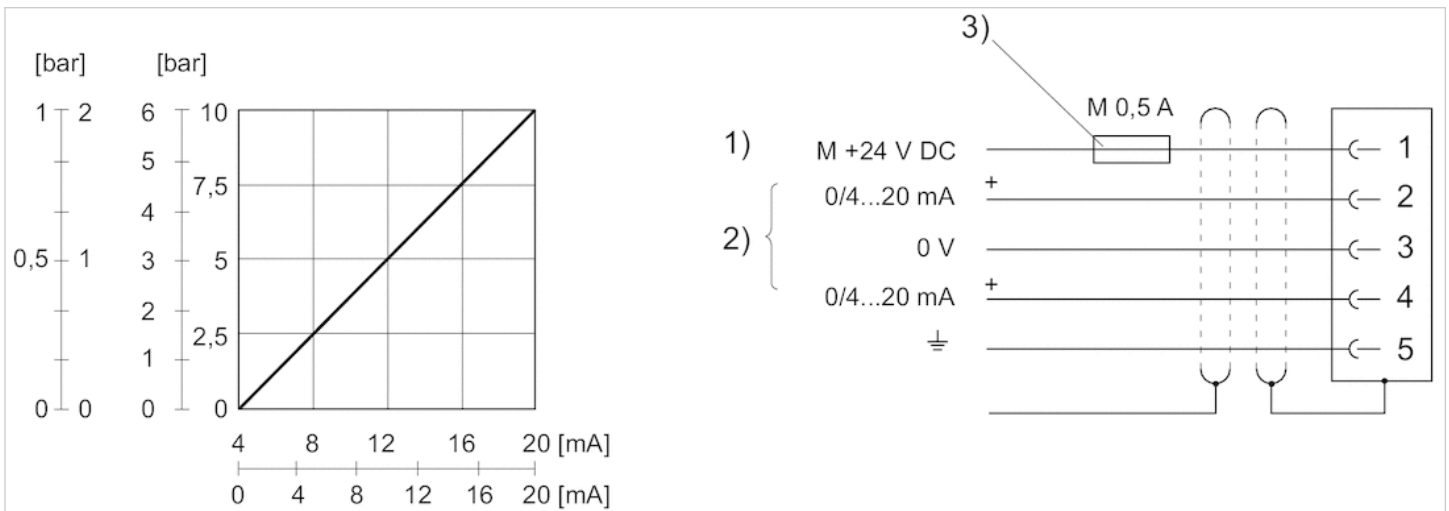 [bar] [bar]
1 2 6 10
5
7,5
4
0,5 1 3 5
2
2,5
1
0 0 0 0
4 8 12 16 20 [mA]
0 4 8 12 16 20 [mA]
3)
M 0,5 A
1) M +24 V DC 1
0/4...20 mA + 2
2)
0 V 3
0/4...20 mA + 4
5